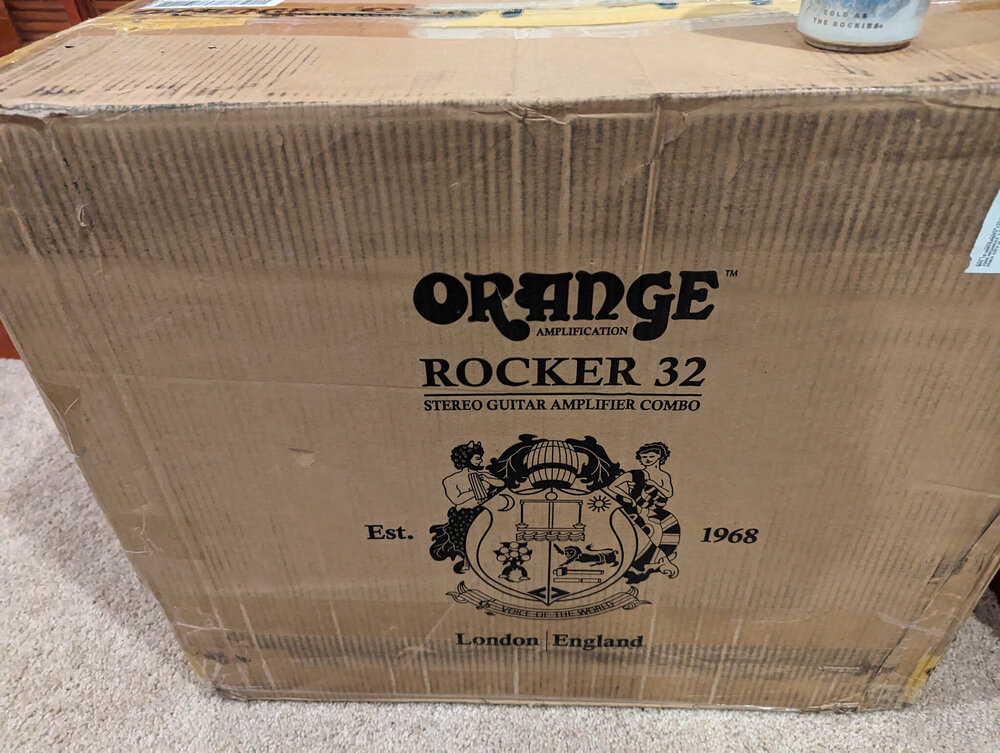 COLD AS
THE ROCKIES®
ORANGE™
AMPLIFICATION
ROCKER 32
STEREO GUITAR AMPLIFIER COMBO
Est. 1968
VOICE OF THE WORLD
London | England